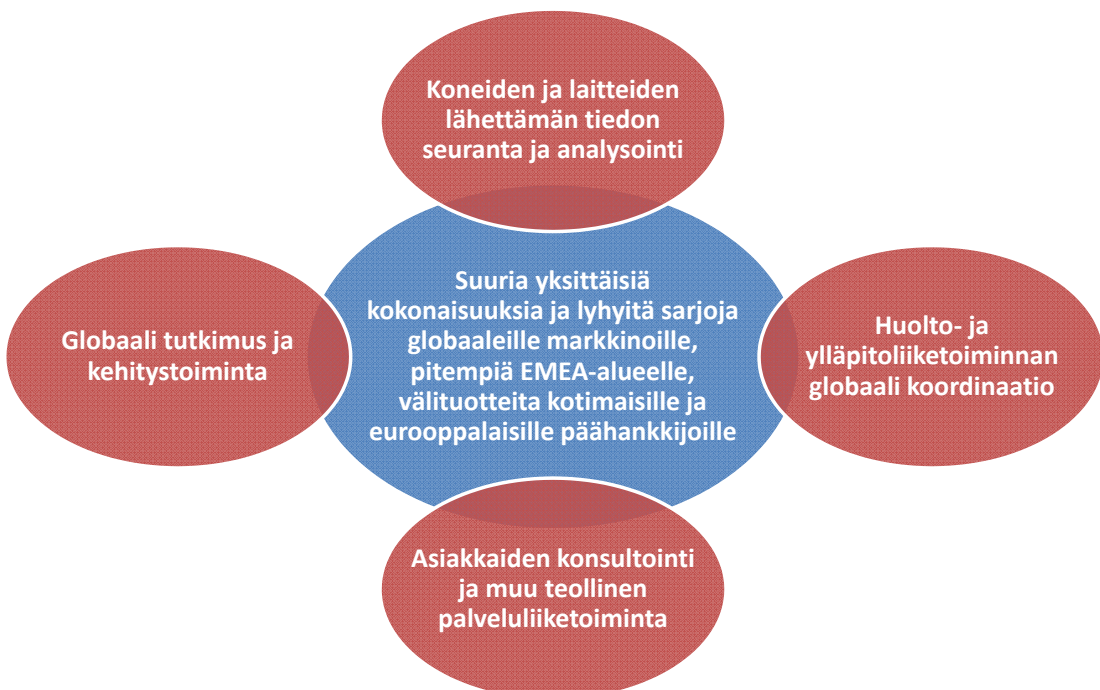 Koneiden ja laitteiden
lähettämän tiedon
seuranta ja analysointi
Globaali tutkimus ja
kehitystoiminta
Suuria yksittäisiä
kokonaisuuksia ja lyhyitä sarjoja
globaaleille markkinoille,
pitempiä EMEA-alueelle,
välituotteita kotimaisille ja
eurooppalaisille päähankkijoille
Huolto- ja
ylläpitoliiketoiminnan
globaali koordinaatio
Asiakkaiden konsultointi
ja muu teollinen
palveluliiketoiminta